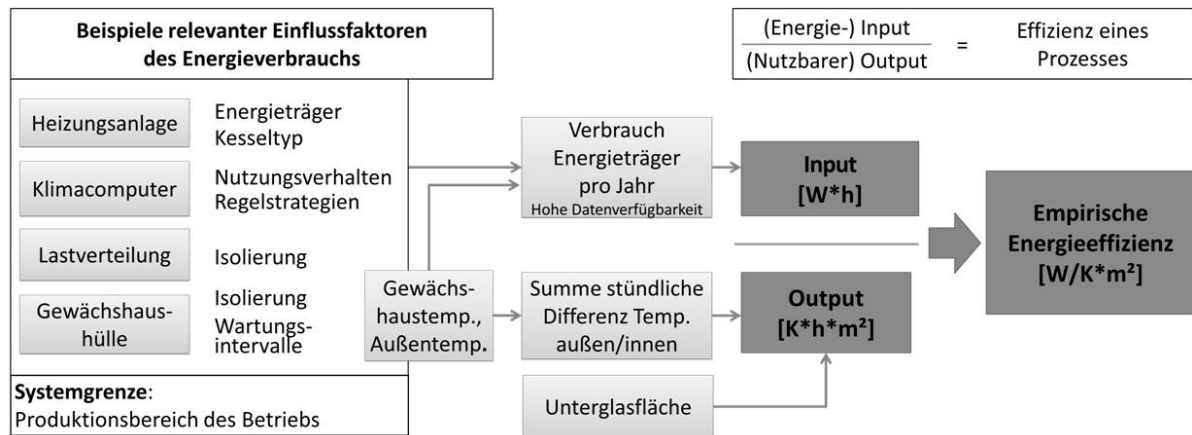 Beispiele relevanter Einflussfaktoren
des Energieverbrauchs
(Energie-) Input
(Nutzbarer) Output
=
Effizienz eines
Prozesses
Heizungsanlage
Energieträger
Kesseltyp
Klimacomputer
Nutzungsverhalten
Regelstrategien
Lastverteilung
Isolierung
Gewächshaus-
hülle
Isolierung
Wartungs-
intervalle
Gewächs-
haustemp.,
Außentemp.
Verbrauch
Energieträger
pro Jahr
Hohe Datenverfügbarkeit
Summe stündliche
Differenz Temp.
außen/innen
Unterglasfläche
Input
[W*h]
Output
[K*h*m²]
Empirische
Energieeffizienz
[W/K*m²]
Systemgrenze:
Produktionsbereich des Betriebs